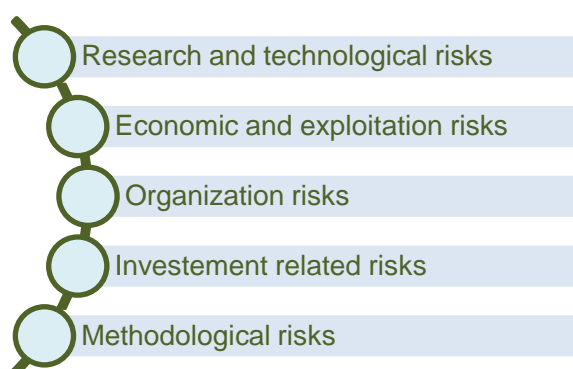 Research and technological risks
Economic and exploitation risks
Organization risks
Investement related risks
Methodological risks